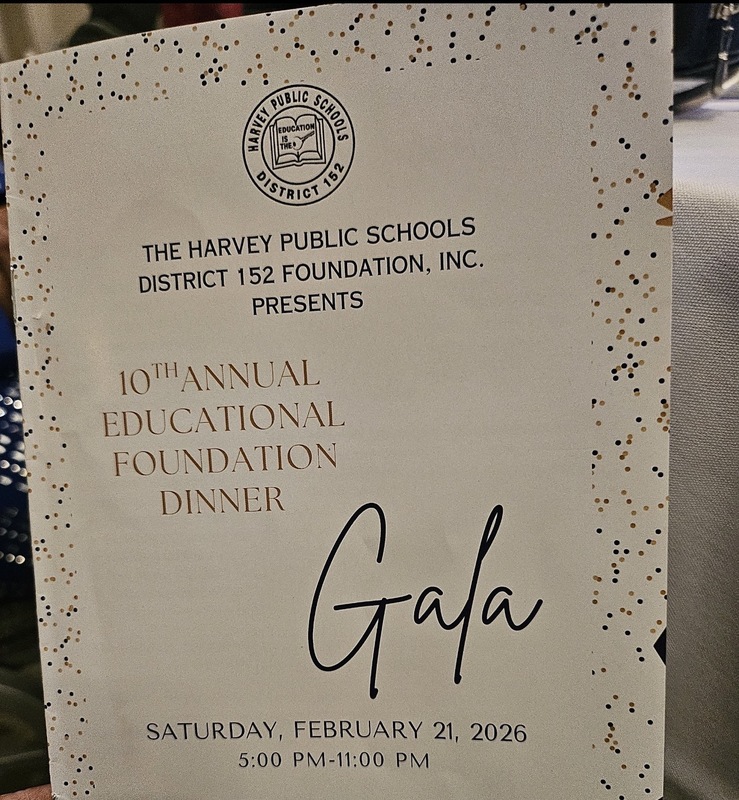 HARVEY PUBLIC SCHOOLS
EDUCATION
IS
THE
DISTRICT 152
THE HARVEY PUBLIC SCHOOLS
DISTRICT 152 FOUNDATION, INC.
PRESENTS
10TH ANNUAL
EDUCATIONAL
FOUNDATION
DINNER
Gala
SATURDAY, FEBRUARY 21, 2026
5:00 PM-11:00 PM